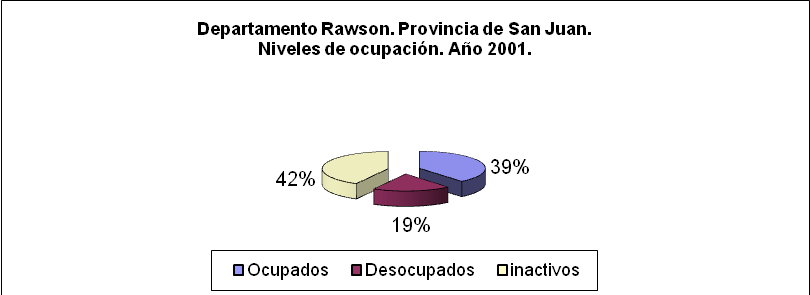 Departamento Rawson. Provincia de San Juan.
Niveles de ocupación. Año 2001.
39%
42%
19%
Ocupados Desocupados inactivos